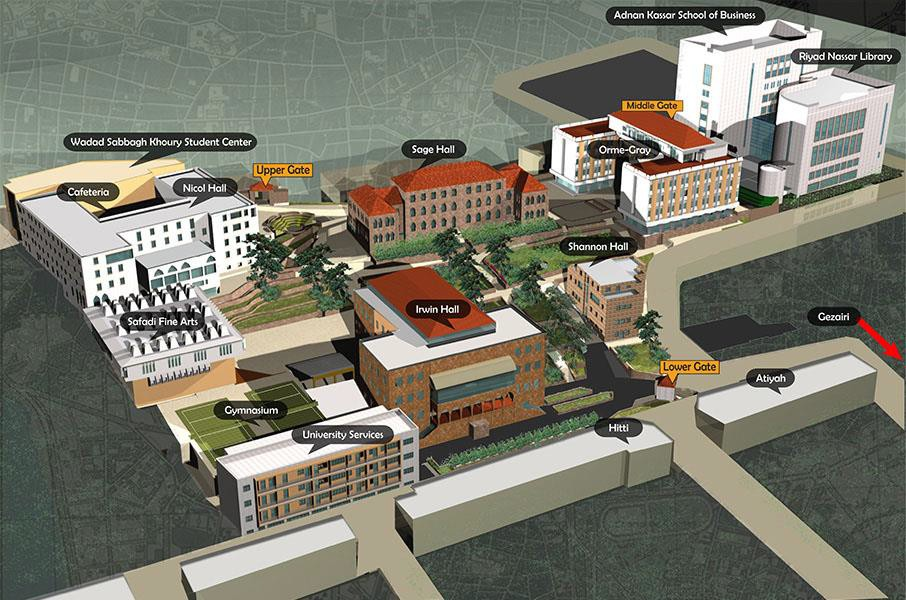 Adnan Kassar School of Business
Riyad Nassar Library
Middle Gate
Wadad Sabbagh Khoury Student Center
Sage Hall
Orme-Gray
Upper Gate
Cafeteria
Nicol Hall
Shannon Hall
Irwin Hall
Safadi Fine Arts
Gezairi
Lower Gate
Atiyah
Gymnasium
University Services
Hitti